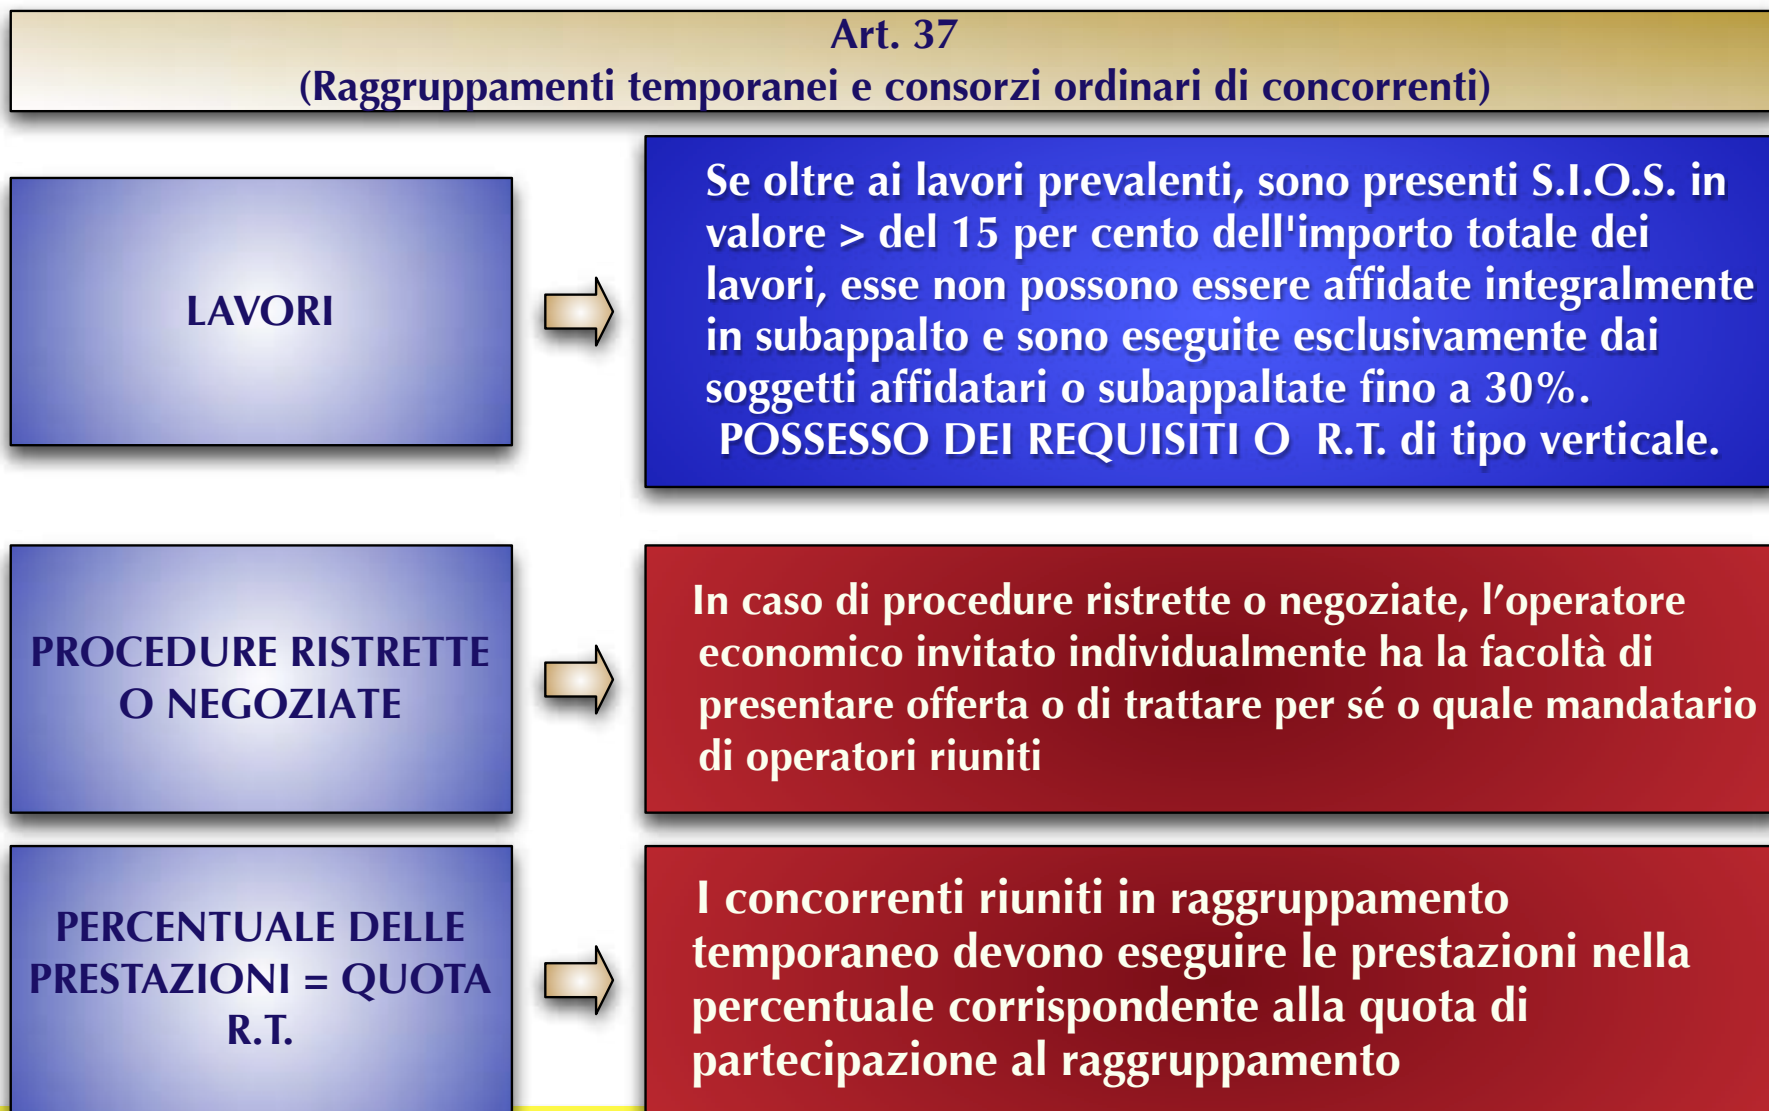 Art. 37
(Raggruppamenti temporanei e consorzi ordinari di concorrenti)
LAVORI
Se oltre ai lavori prevalenti, sono presenti S.I.O.S. in
valore > del 15 per cento dell'importo totale dei
lavori, esse non possono essere affidate integralmente
in subappalto e sono eseguite esclusivamente dai
soggetti affidatari o subappaltate fino a 30%.
POSSESSO DEI REQUISITI O R.T. di tipo verticale.
PROCEDURE RISTRETTE
O NEGOZIATE
In caso di procedure ristrette o negoziate, l’operatore
economico invitato individualmente ha la facoltà di
presentare offerta o di trattare per sé o quale mandatario
di operatori riuniti
PERCENTUALE DELLE
PRESTAZIONI = QUOTA
R.T.
I concorrenti riuniti in raggruppamento
temporaneo devono eseguire le prestazioni nella
percentuale corrispondente alla quota di
partecipazione al raggruppamento